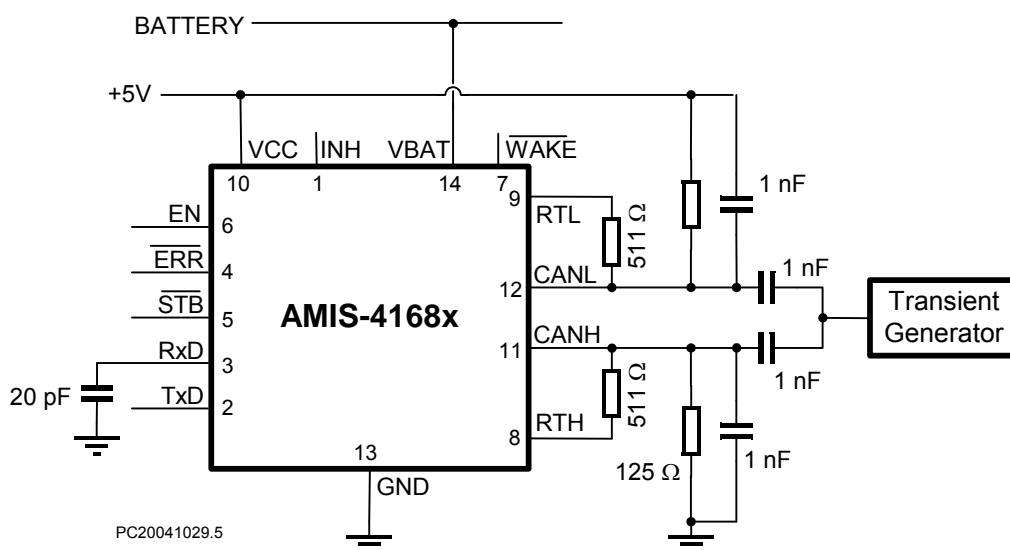 BATTERY
+5V
VCC
INH
VBAT
WAKE
10
1
14
7
9
RTL
511 Ω
1 nF
EN
6
ERR
4
STB
5
RxD
3
TxD
2
20 pF
AMIS-4168x
12
CANL
1 nF
Transient
Generator
11
CANH
1 nF
511 Ω
RTH
8
125 Ω
1 nF
13
GND
PC20041029.5